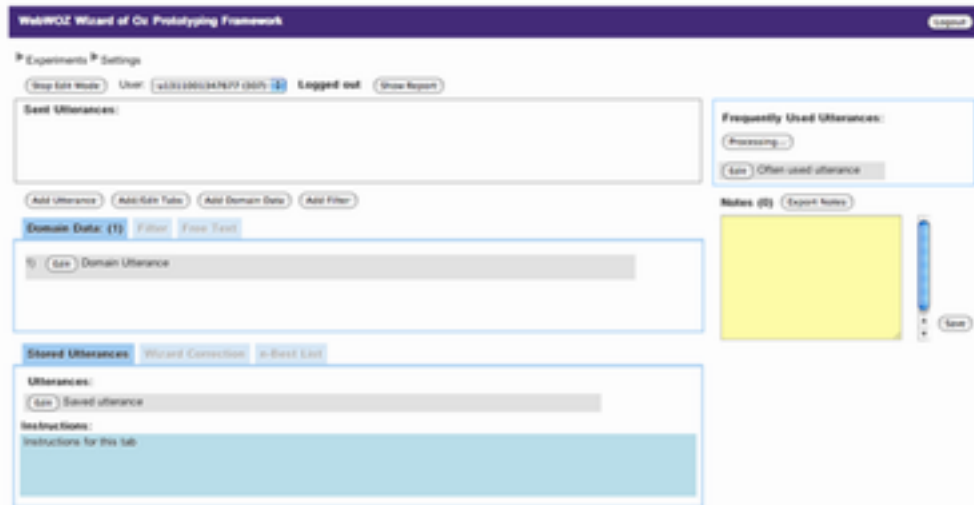 WebWOZ Wizard of Oz Prototyping Framework
Logout
Experiments Settings
Stop Edit Mode User: Logged out Show Report
Sent Utterances:
Frequently Used Utterances:
Processing...
Edit Often used utterance
Add Utterance Add/Edit Tabs Add Domain Data Add Filter
Notes (0) Export Notes
Domain Data: (1) Filter Free Text
1) Edit Domain Utterance
Save
Stored Utterances Wizard Correction n-Best List
Utterances:
Edit Saved utterance
Instructions:
Instructions for this tab